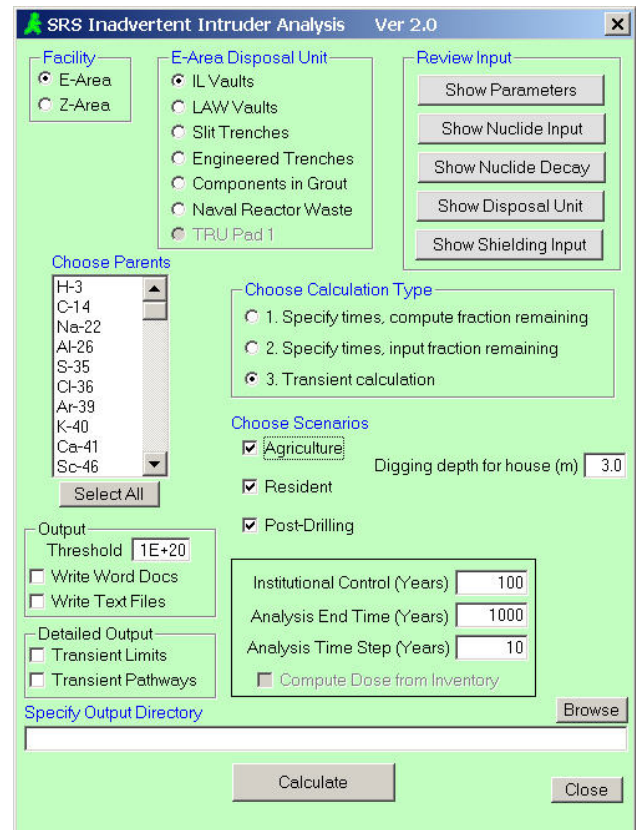 SRS Inadvertent Intruder Analysis Ver 2.0
Facility
E-Area
Z-Area
E-Area Disposal Unit
IL Vaults
LAW Vaults
Slit Trenches
Engineered Trenches
Components in Grout
Naval Reactor Waste
TRU Pad 1
Review Input
Show Parameters
Show Nuclide Input
Show Nuclide Decay
Show Disposal Unit
Show Shielding Input
Choose Parents
H-3
C-14
Na-22
Al-26
S-35
Cl-36
Ar-39
K-40
Ca-41
Sc-46
Select All
Choose Calculation Type
1. Specify times, compute fraction remaining
2. Specify times, input fraction remaining
3. Transient calculation
Choose Scenarios
Agriculture
Resident
Post-Drilling
Digging depth for house (m) 3.0
Output
Threshold 1E+20
Write Word Docs
Write Text Files
Detailed Output
Transient Limits
Transient Pathways
Institutional Control (Years) 100
Analysis End Time (Years) 1000
Analysis Time Step (Years) 10
Compute Dose from Inventory
Specify Output Directory
Browse
Calculate
Close